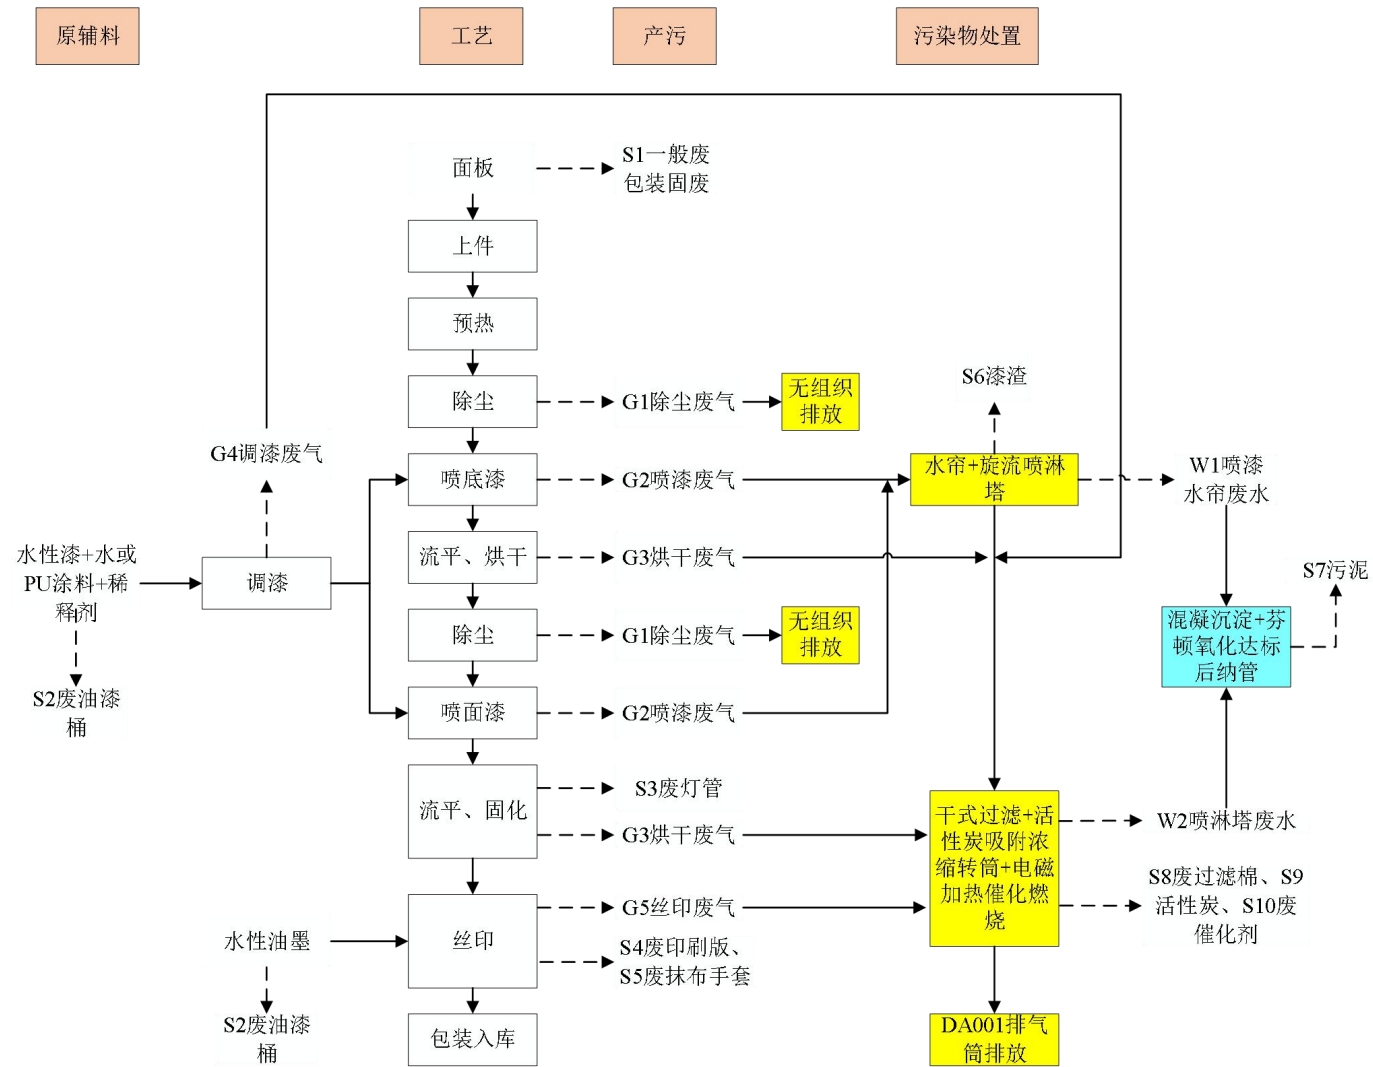 原辅料
工艺
产污
污染物处置
面板
S1一般废
包装固废
上件
预热
除尘
G1除尘废气
无组织
排放
S6漆渣
G4调漆废气
喷底漆
G2喷漆废气
水帘+旋流喷淋
塔
W1喷漆
水帘废水
水性漆+水或
PU涂料+稀
释剂
调漆
流平、烘干
G3烘干废气
S7污泥
除尘
G1除尘废气
无组织
排放
混凝沉淀+芬
顿氧化达标
后纳管
S2废油漆
桶
喷面漆
G2喷漆废气
流平、固化
S3废灯管
G3烘干废气
干式过滤+活
性炭吸附浓
缩转筒+电磁
加热催化燃
烧
W2喷淋塔废水
S8废过滤棉、S9
活性炭、S10废
催化剂
水性油墨
丝印
G5丝印废气
S4废印刷版、
S5废抹布手套
S2废油漆
桶
包装入库
DA001排气
筒排放